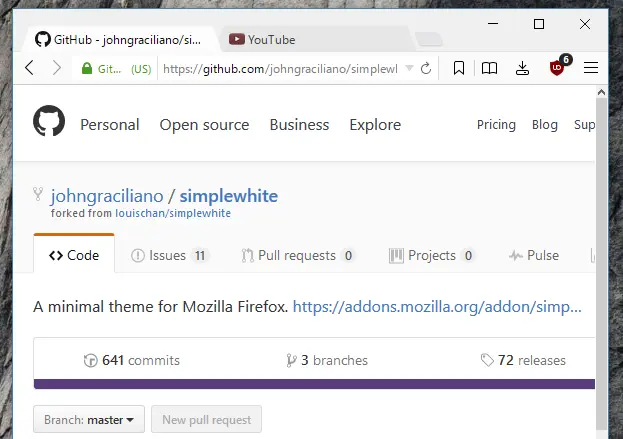 GitHub - johngraciliano/si... YouTube
Git... (US) https://github.com/johngraciliano/simplewl 6
Personal Open source Business Explore Pricing Blog Sup
johngraciliano / simplewhite
forked from louischan/simplewhite
Code Issues 11 Pull requests 0 Projects 0 Pulse
A minimal theme for Mozilla Firefox. https://addons.mozilla.org/addon/simp...
641 commits 3 branches 72 releases
Branch: master New pull request